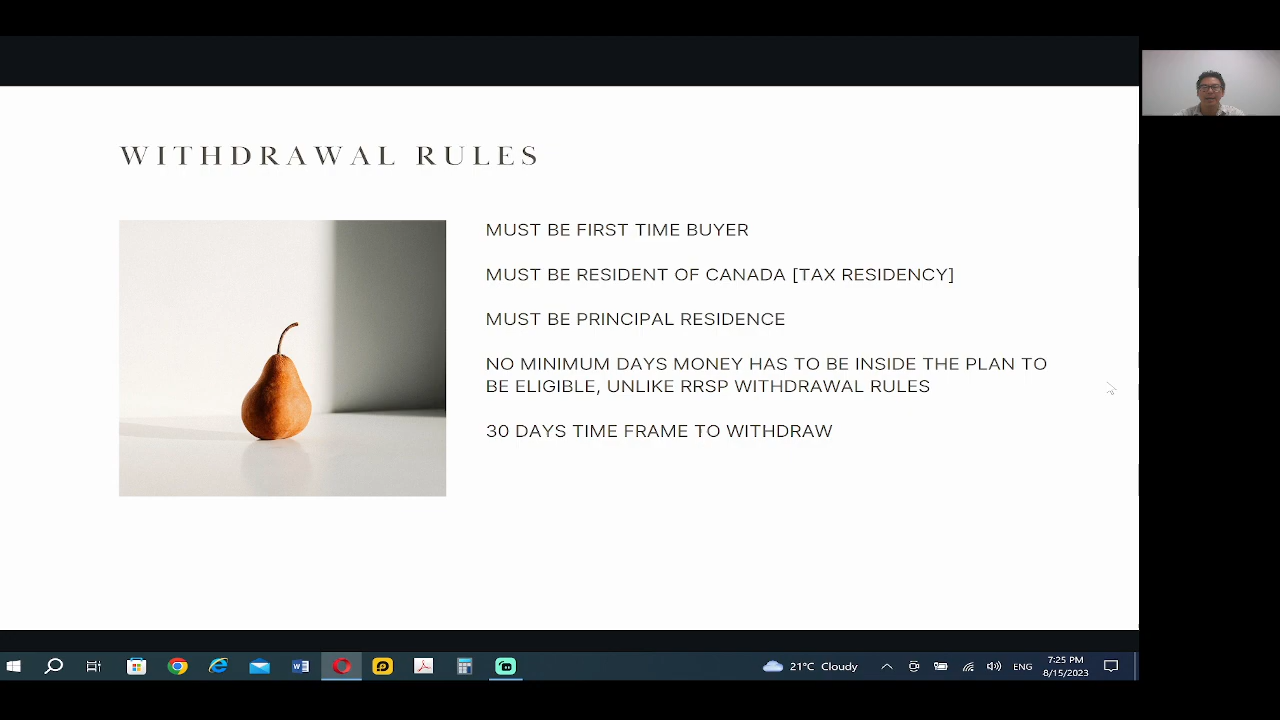 WITHDRAWAL RULES
MUST BE FIRST TIME BUYER
MUST BE RESIDENT OF CANADA [TAX RESIDENCY]
MUST BE PRINCIPAL RESIDENCE
NO MINIMUM DAYS MONEY HAS TO BE INSIDE THE PLAN TO
BE ELIGIBLE, UNLIKE RRSP WITHDRAWAL RULES
30 DAYS TIME FRAME TO WITHDRAW
21°C Cloudy
ENG
7:25 PM
8/15/2023